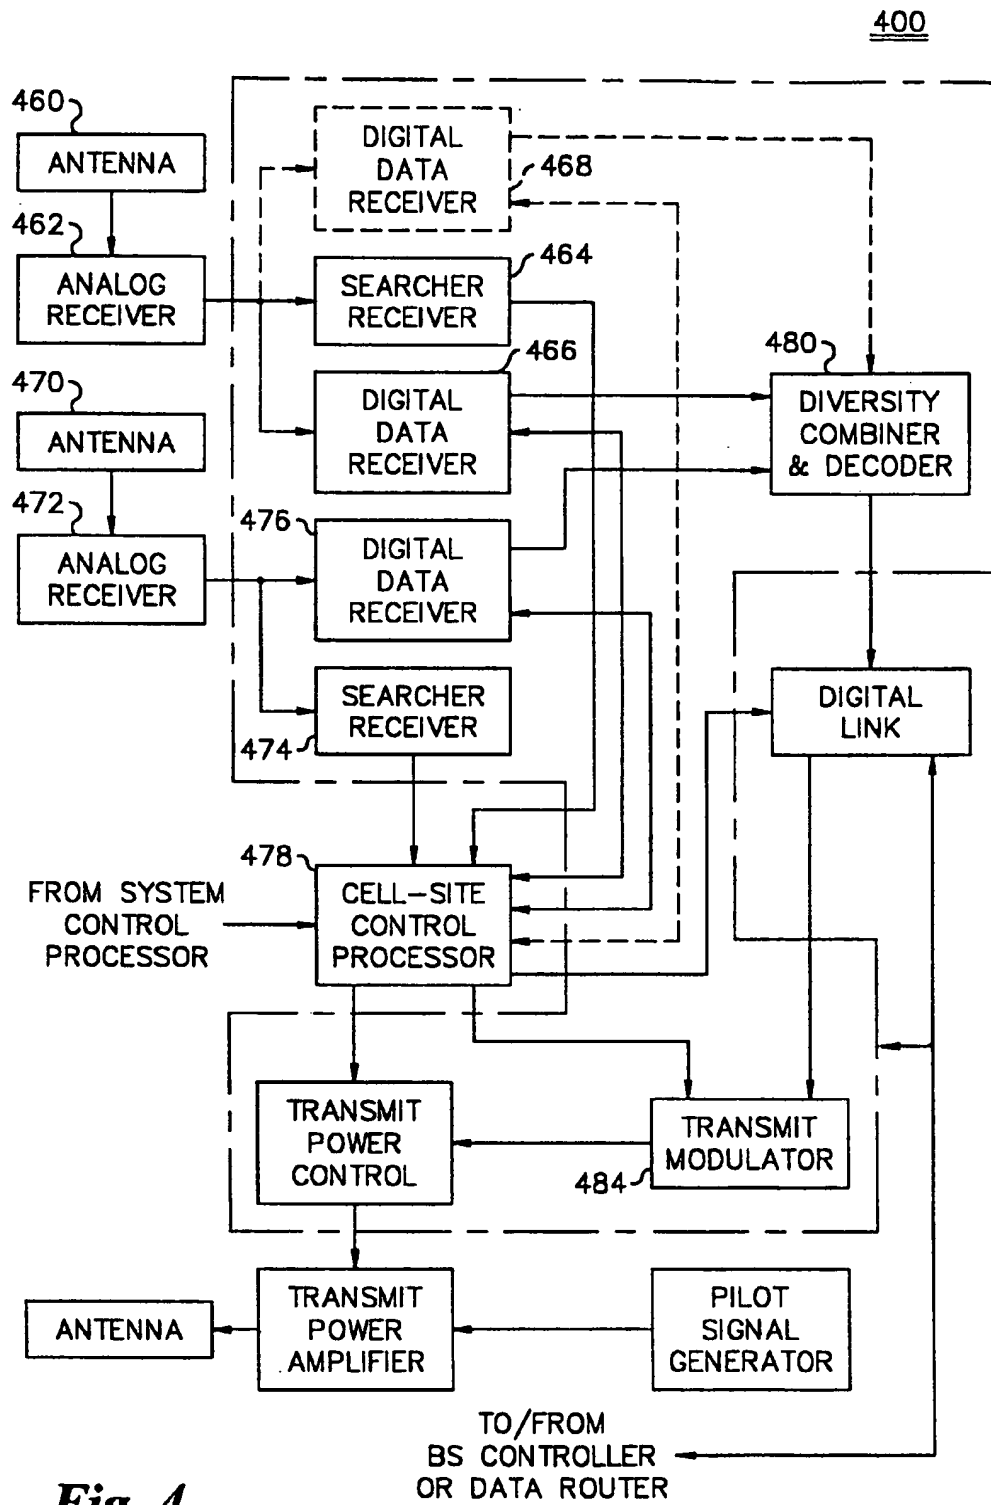 400
460
ANTENNA
462
ANALOG
RECEIVER
470
ANTENNA
472
ANALOG
RECEIVER
DIGITAL
DATA
RECEIVER
468
SEARCHER
RECEIVER
464
466
DIGITAL
DATA
RECEIVER
476
DIGITAL
DATA
RECEIVER
SEARCHER
RECEIVER
474
480
DIVERSITY
COMBINER
& DECODER
DIGITAL
LINK
478
CELL-SITE
CONTROL
PROCESSOR
FROM SYSTEM
CONTROL
PROCESSOR
TRANSMIT
POWER
CONTROL
TRANSMIT
MODULATOR
484
ANTENNA
TRANSMIT
POWER
AMPLIFIER
PILOT
SIGNAL
GENERATOR
TO/FROM
BS CONTROLLER
OR DATA ROUTER
Fig. 4